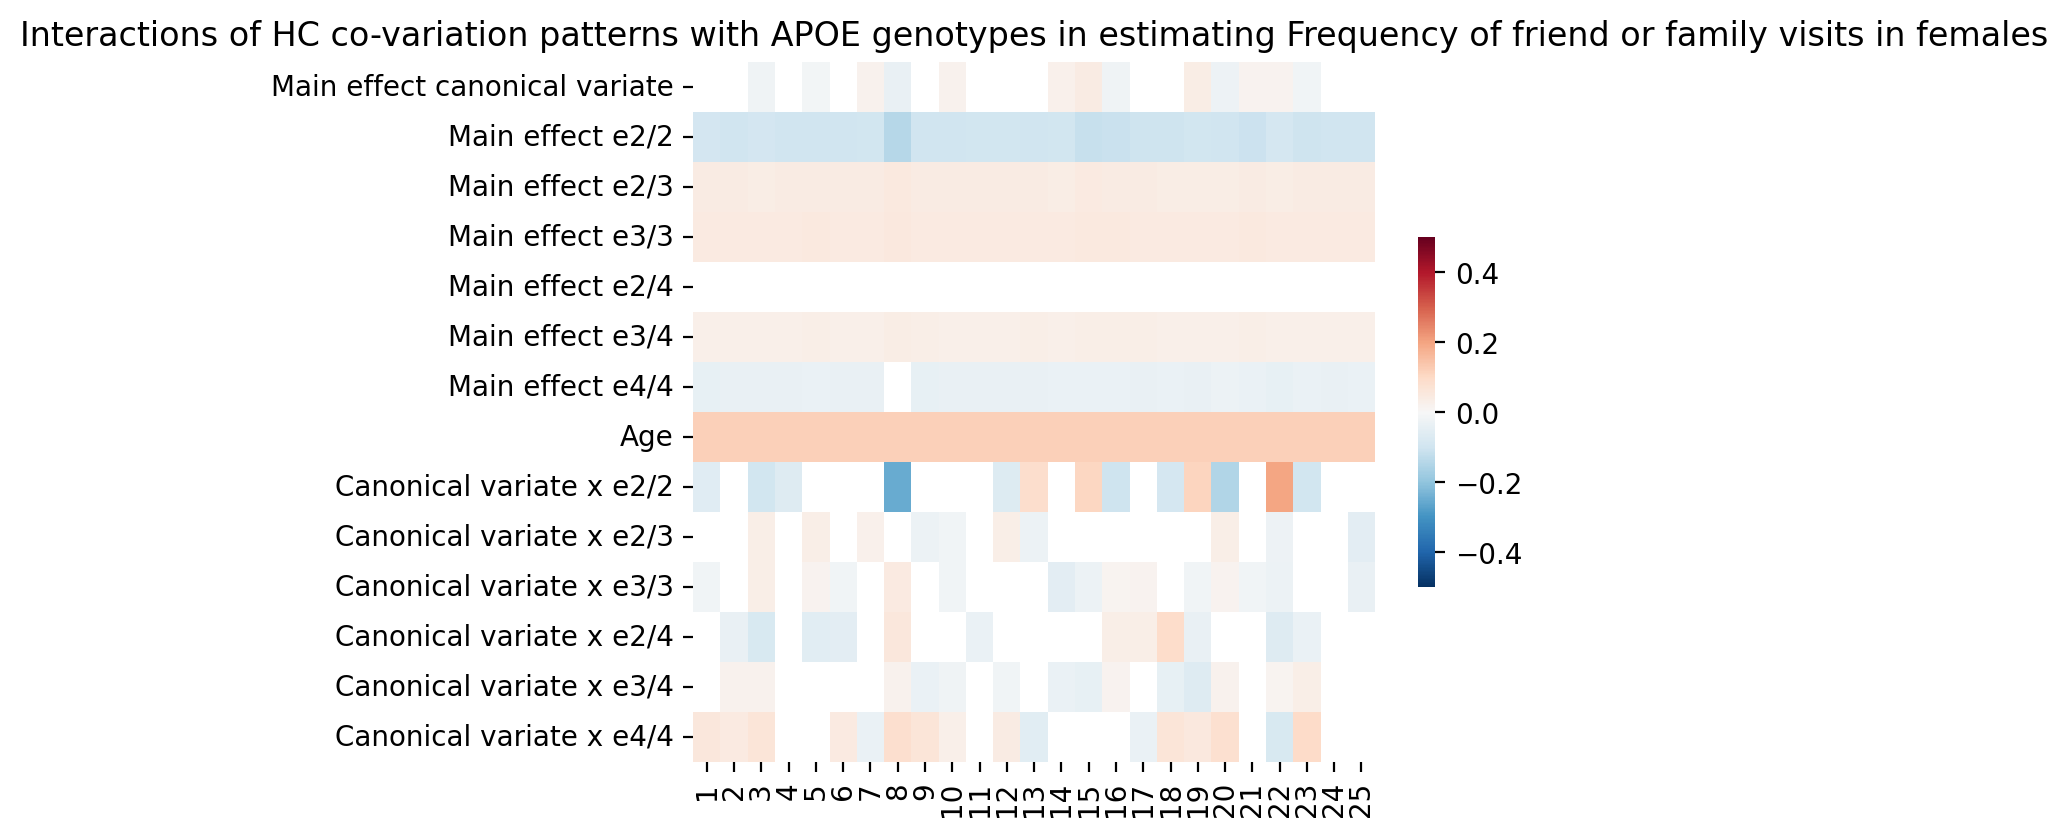 Interactions of HC co-variation patterns with APOE genotypes in estimating Frequency of friend or family visits in females
Main effect canonical variate
Main effect e2/2
Main effect e2/3
Main effect e3/3
Main effect e2/4
Main effect e3/4
Main effect e4/4
Age
Canonical variate x e2/2
Canonical variate x e2/3
Canonical variate x e3/3
Canonical variate x e2/4
Canonical variate x e3/4
Canonical variate x e4/4
1 2 3 4 5 6 7 8 9 10 11 12 13 14 15 16 17 18 19 20 21 22 23 24 25
0.4
0.2
0.0
−0.2
−0.4